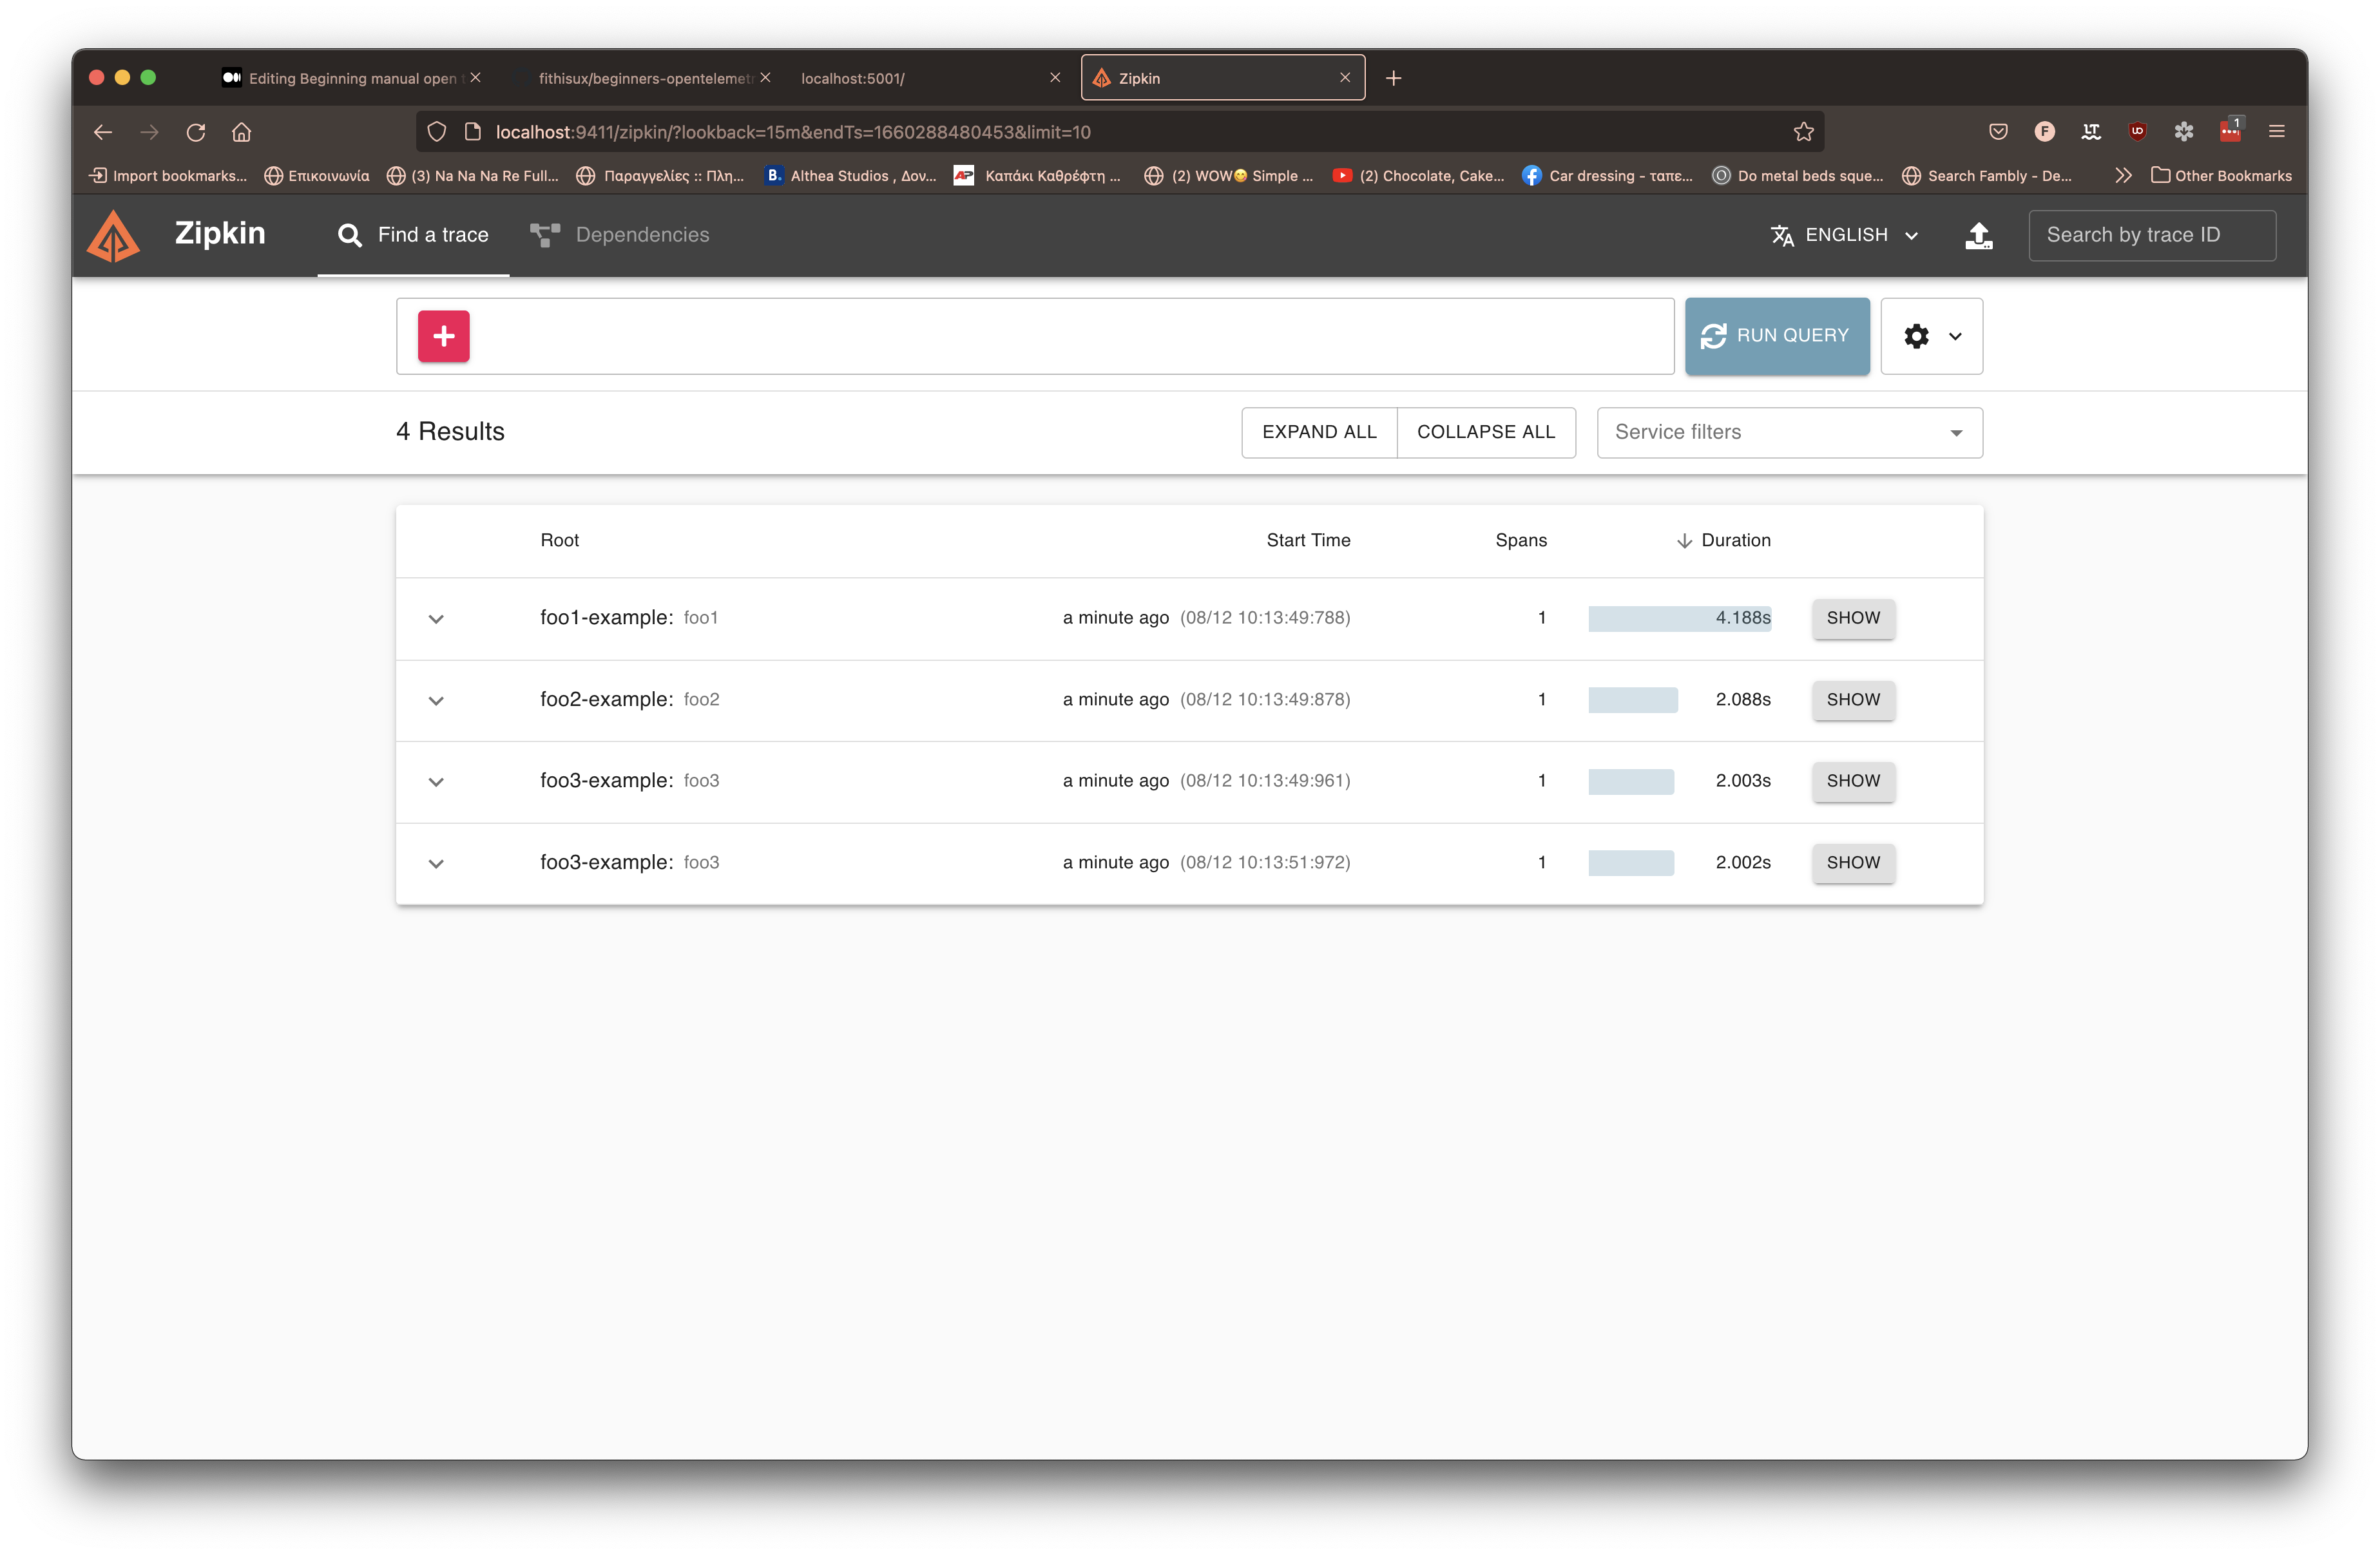 Editing Beginning manual open t
fithisux/beginners-opentelemetr
localhost:5001/
Zipkin
localhost:9411/zipkin/?lookback=15m&endTs=1660288480453&limit=10
F
LT
1
Import bookmarks...
Επικοινωνία
(3) Na Na Na Re Full...
Παραγγελίες :: Πλη...
B.
Althea Studios , Δον...
AP
Καπάκι Καθρέφτη ...
(2) WOW😋 Simple ...
(2) Chocolate, Cake...
Car dressing - ταπε...
Do metal beds sque...
Search Fambly - De...
Other Bookmarks
Zipkin
Find a trace
Dependencies
ENGLISH
Search by trace ID
RUN QUERY
4 Results
EXPAND ALL
COLLAPSE ALL
Service filters
Root Start Time Spans Duration
foo1-example: foo1 a minute ago (08/12 10:13:49:788) 1 4.188s SHOW
foo2-example: foo2 a minute ago (08/12 10:13:49:878) 1 2.088s SHOW
foo3-example: foo3 a minute ago (08/12 10:13:49:961) 1 2.003s SHOW
foo3-example: foo3 a minute ago (08/12 10:13:51:972) 1 2.002s SHOW